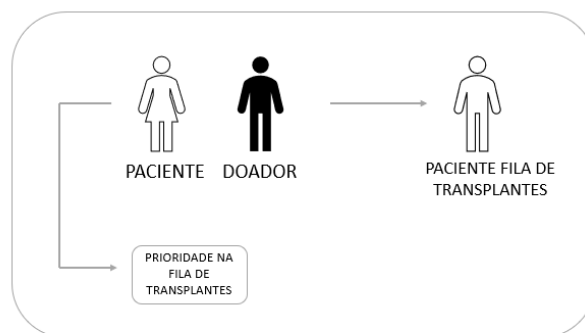 PACIENTE
DOADOR
PACIENTE FILA DE
TRANSPLANTES
PRIORIDADE NA
FILA DE
TRANSPLANTES